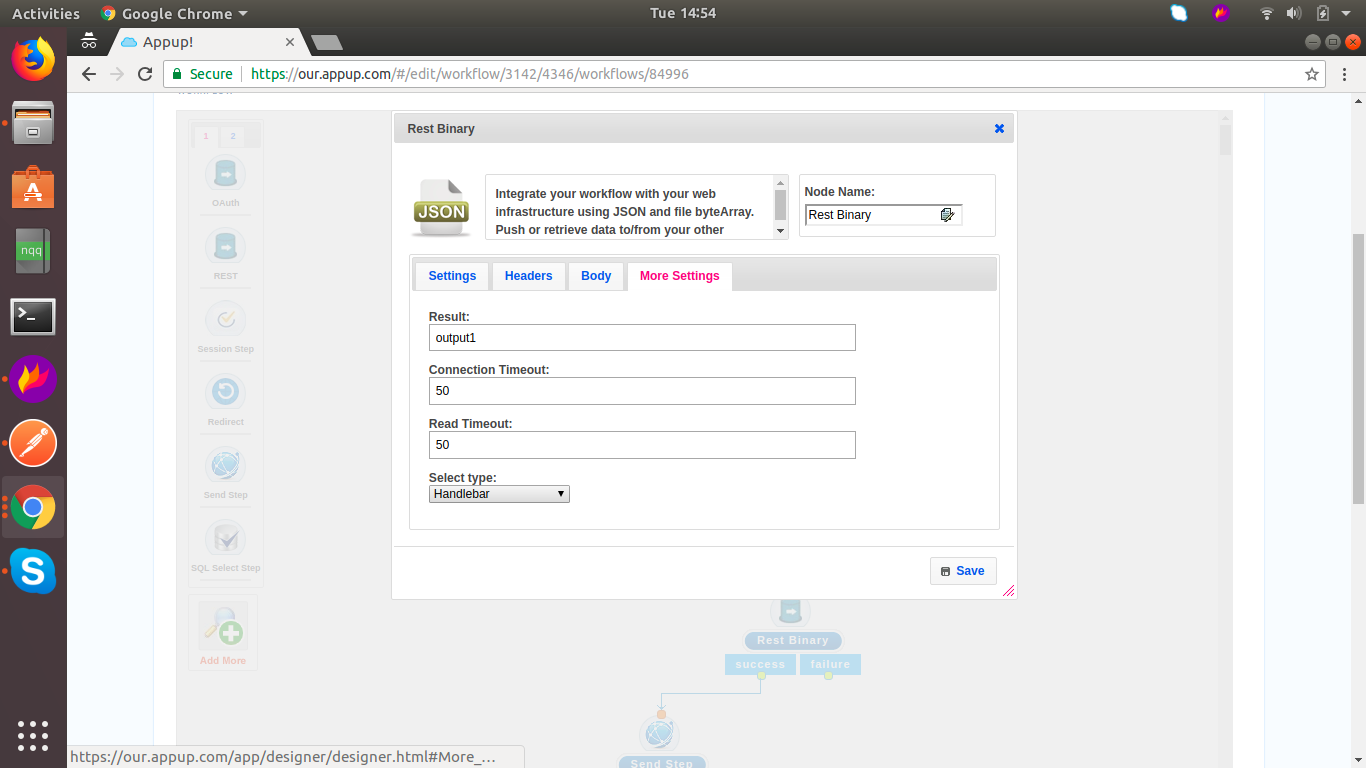 Activities
Google Chrome
Tue 14:54
Appup!
Secure
https://our.appup.com/#/edit/workflow/3142/4346/workflows/84996
1 2
OAuth
REST
Session Step
Redirect
Send Step
SQL Select Step
Add More
nqq
Rest Binary
JSON
Integrate your workflow with your web
infrastructure using JSON and file byteArray.
Push or retrieve data to/from your other
Node Name:
Rest Binary
Settings Headers Body More Settings
Result:
output1
Connection Timeout:
50
Read Timeout:
50
Select type:
Handlebar
Save
Rest Binary
success failure
Send Step
https://our.appup.com/app/designer/designer.html#More_…